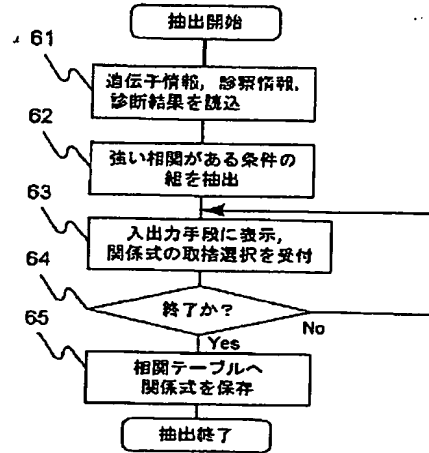 抽出開始
61
遺伝子情報，診察情報，
診断結果を読込
62
強い相関がある条件の
組を抽出
63
入出力手段に表示，
関係式の取捨選択を受付
64
終了か？
No
Yes
65
相関テーブルへ
関係式を保存
抽出終了